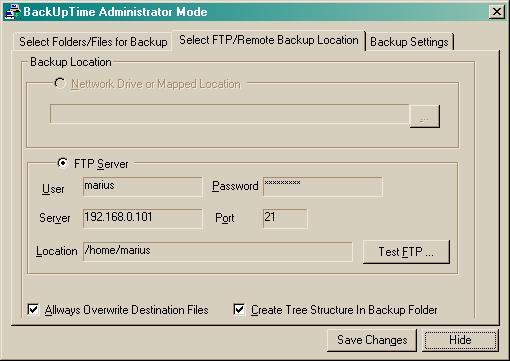 BackUpTime Administrator Mode
Select Folders/Files for Backup
Select FTP/Remote Backup Location
Backup Settings
Backup Location
Nettwork Drive or Mapped Location
...
FTP Server
User marius Password xxxxxxxxx
Server 192.168.0.101 Port 21
Location /home/marius Test FTP ...
Allways Overwrite Destination Files Create Tree Structure In Backup Folder
Save Changes Hide